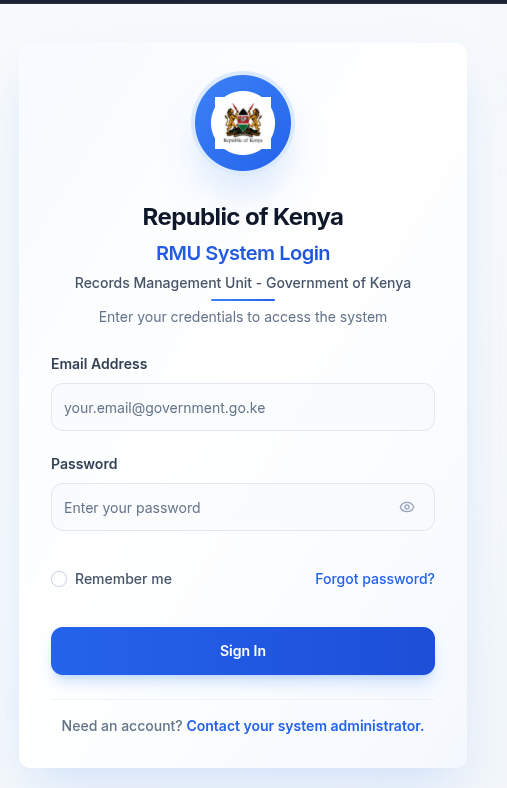 Republic of Kenya
Republic of Kenya
RMU System Login
Records Management Unit - Government of Kenya
Enter your credentials to access the system
Email Address
your.email@government.go.ke
Password
Enter your password
Remember me
Forgot password?
Sign In
Need an account? Contact your system administrator.